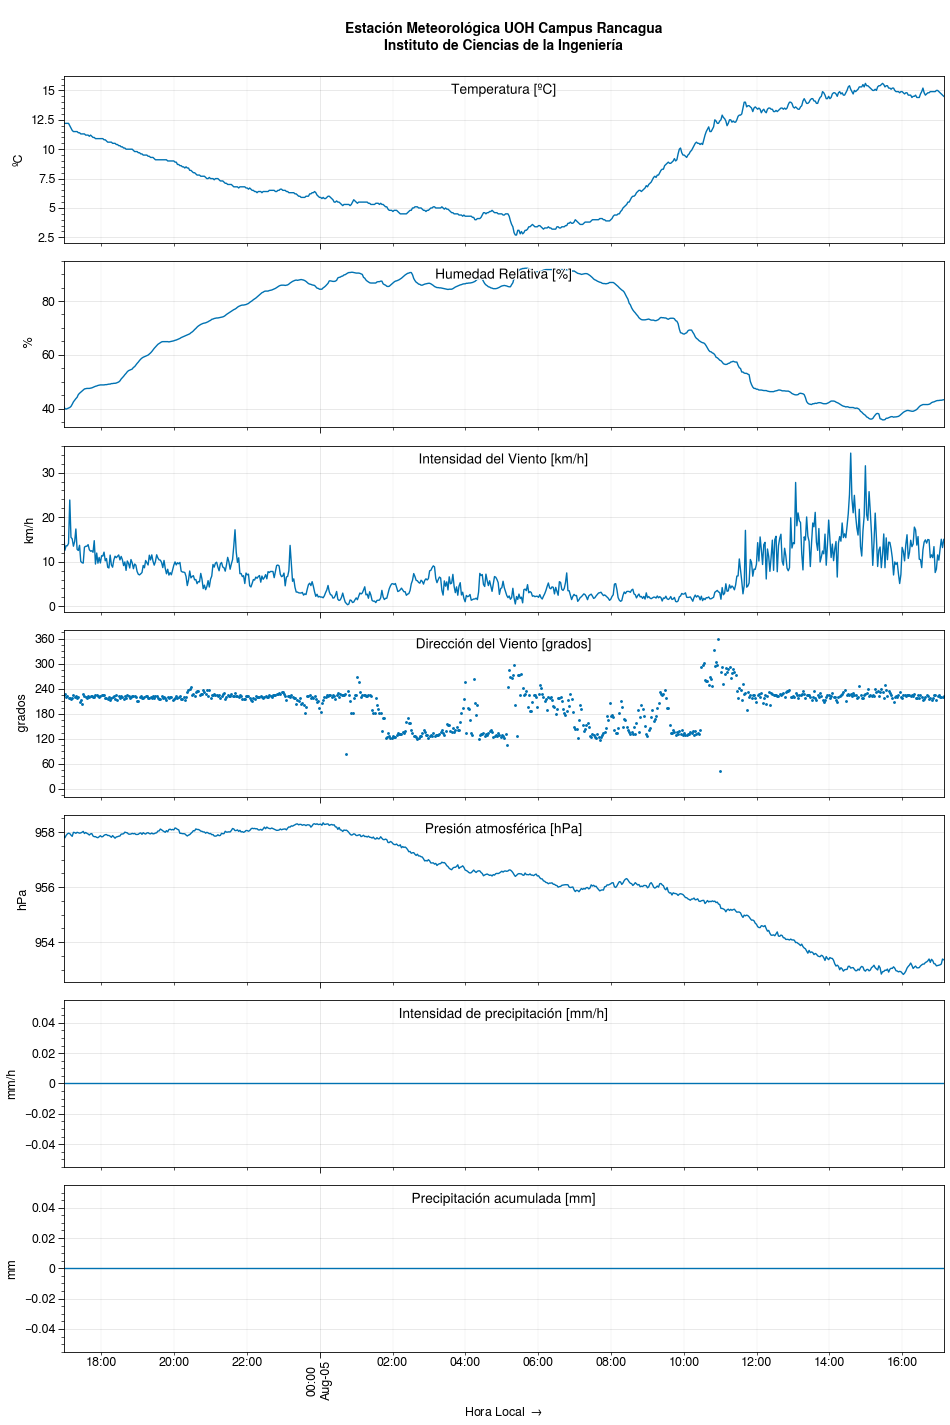 Estación Meteorológica UOH Campus Rancagua
Instituto de Ciencias de la Ingeniería
Temperatura [ºC]
15
12.5
10
7.5
5
2.5
ºC
Humedad Relativa [%]
80
60
40
%
Intensidad del Viento [km/h]
30
20
10
0
km/h
Dirección del Viento [grados]
360
300
240
180
120
60
0
grados
Presión atmosférica [hPa]
958
956
954
hPa
Intensidad de precipitación [mm/h]
0.04
0.02
0
−0.02
−0.04
mm/h
Precipitación acumulada [mm]
0.04
0.02
0
−0.02
−0.04
mm
18:00 20:00 22:00 00:00 02:00 04:00 06:00 08:00 10:00 12:00 14:00 16:00
Aug-05
Hora Local →